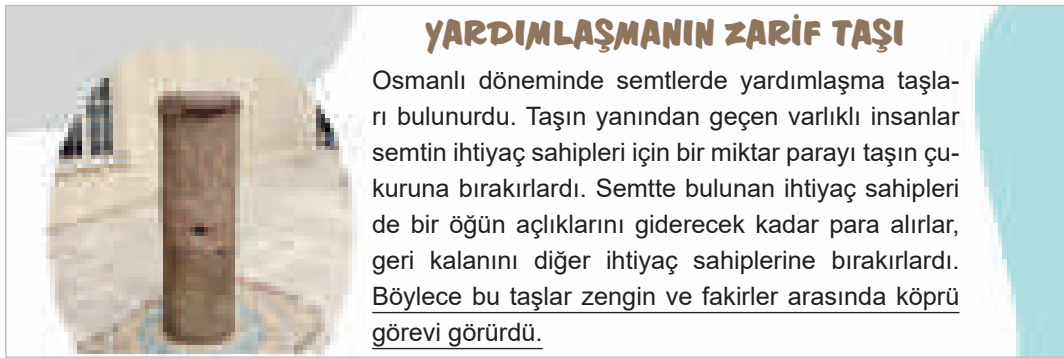 YARDIMLAŞMANIN ZARİF TAŞI
Osmanlı döneminde semtlerde yardımlaşma taşla-
rı bulunurdu. Taşın yanından geçen varlıklı insanlar
semtin ihtiyaç sahipleri için bir miktar parayı taşın çu-
kuruna bırakırlardı. Semtte bulunan ihtiyaç sahipleri
de bir öğün açlıklarını giderecek kadar para alırlar,
geri kalanını diğer ihtiyaç sahiplerine bırakırlardı.
Böylece bu taşlar zengin ve fakirler arasında köprü
görevi görürdü.